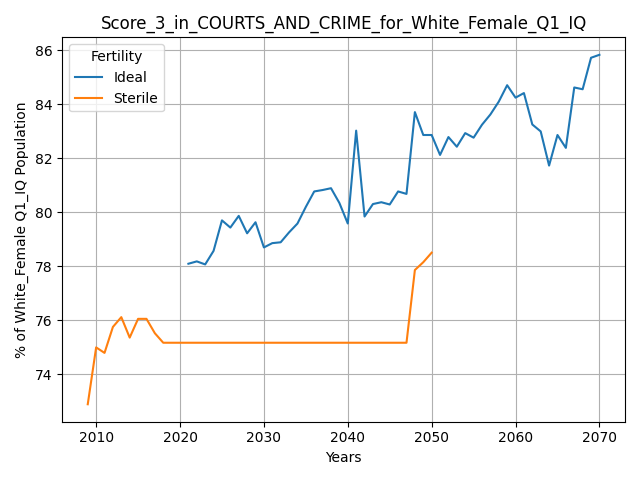 Score_3_in_COURTS_AND_CRIME_for_White_Female_Q1_IQ
Fertility
Ideal
Sterile
% of White_Female Q1_IQ Population
86
84
82
80
78
76
74
2010 2020 2030 2040 2050 2060 2070
Years